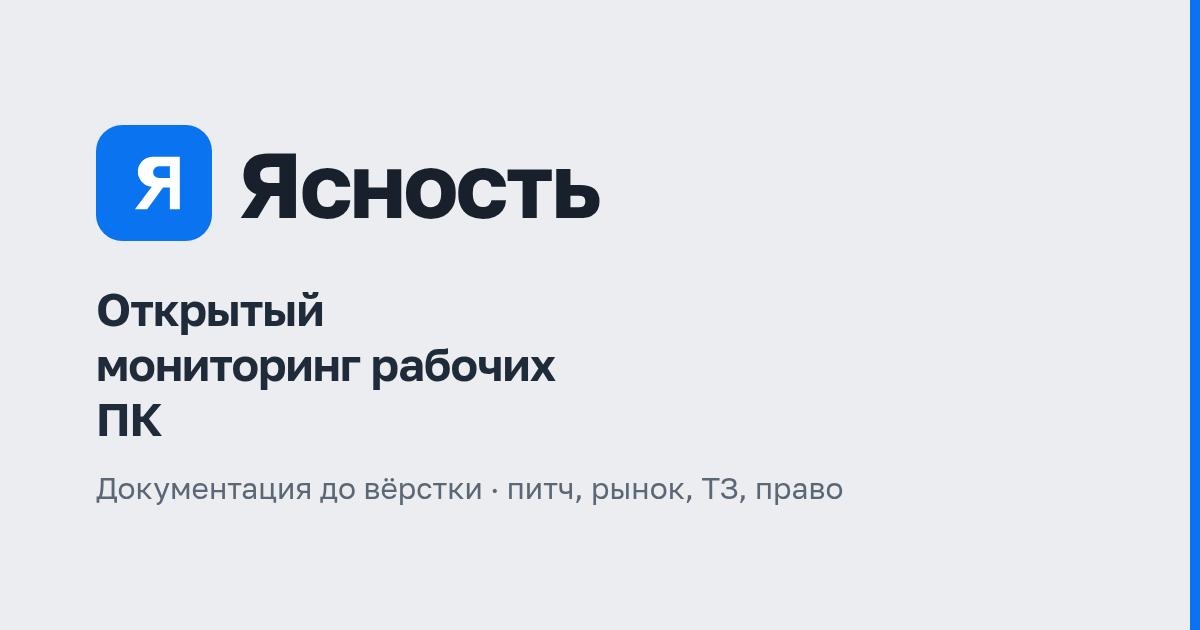 Я Ясность
Открытый
мониторинг рабочих
ПК
Документация до вёрстки · питч, рынок, ТЗ, право